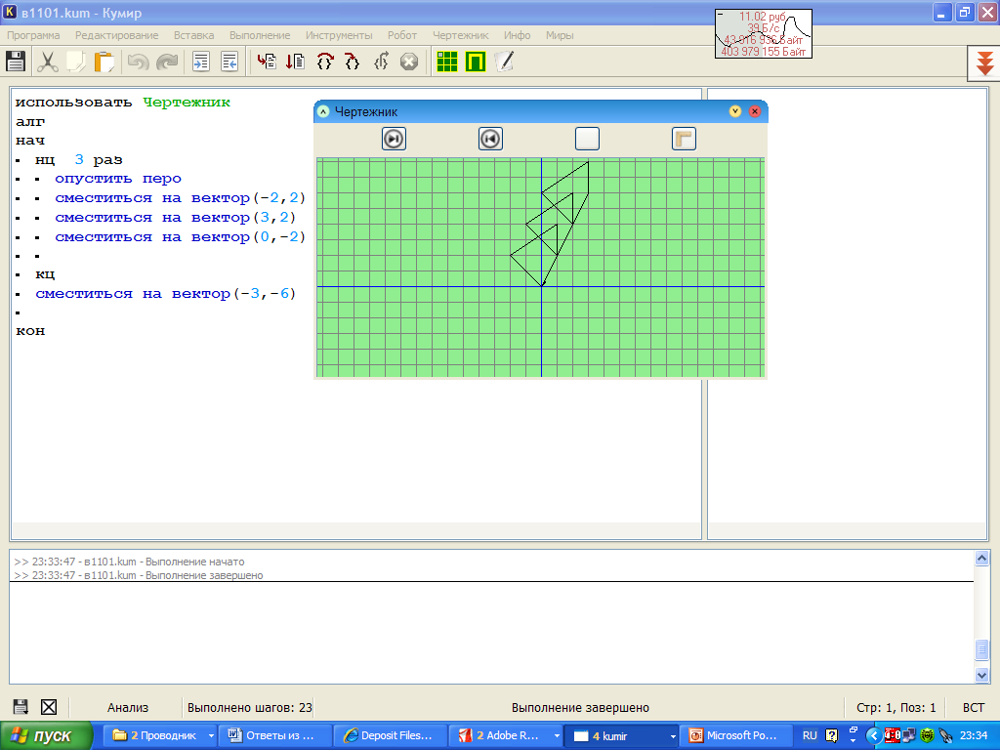 в1101.kum - Кумир
Программа Редактирование Вставка Выполнение Инструменты Робот Чертежник Инфо Миры
11.02 руб
39 Б/с
43 916 936 Байт
403 979 155 Байт
использовать Чертежник
алг
нач
нц 3 раз
опустить перо
сместиться на вектор(-2,2)
сместиться на вектор(3,2)
сместиться на вектор(0,-2)
кц
сместиться на вектор(-3,-6)
кон
Чертежник
>> 23:33:47 - в1101.kum - Выполнение начато
>> 23:33:47 - в1101.kum - Выполнение завершено
Анализ Выполнено шагов: 23 Выполнение завершено Стр: 1, Поз: 1 ВСТ
пуск 2 Проводник Ответы из ... Deposit Files... 2 Adobe R... 4 kumir Microsoft Po... RU 23:34